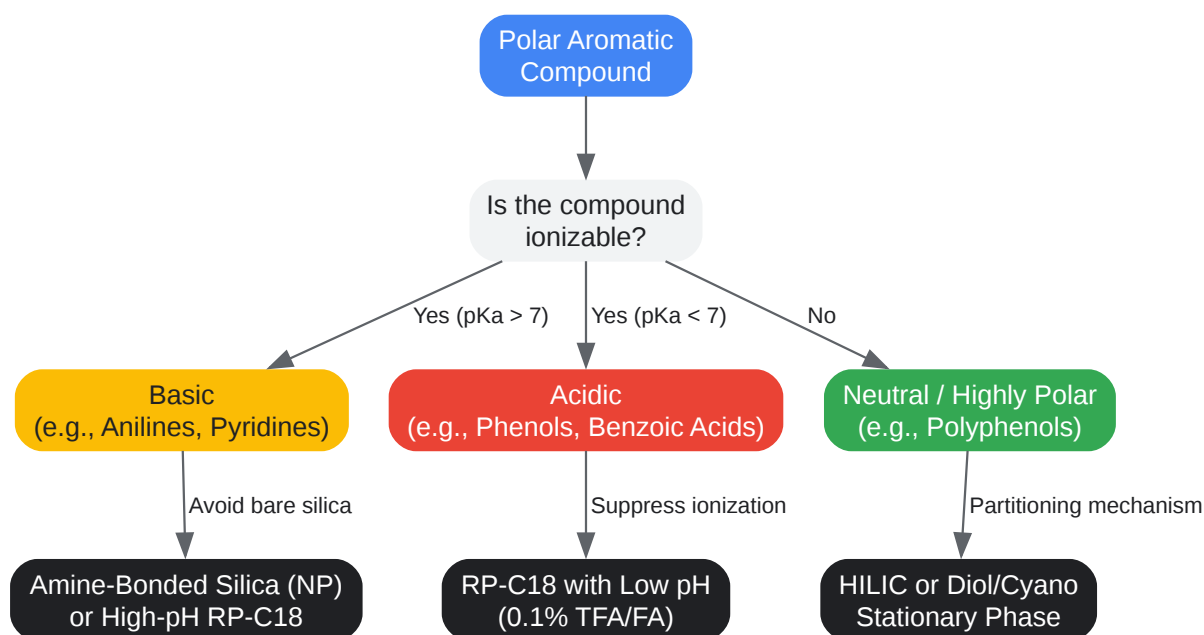 Polar Aromatic
Compound
Is the compound
ionizable?
Yes (pKa > 7)
Yes (pKa < 7)
No
Basic
(e.g., Anilines, Pyridines)
Acidic
(e.g., Phenols, Benzoic Acids)
Neutral / Highly Polar
(e.g., Polyphenols)
Avoid bare silica
Suppress ionization
Partitioning mechanism
Amine-Bonded Silica (NP)
or High-pH RP-C18
RP-C18 with Low pH
(0.1% TFA/FA)
HILIC or Diol/Cyano
Stationary Phase